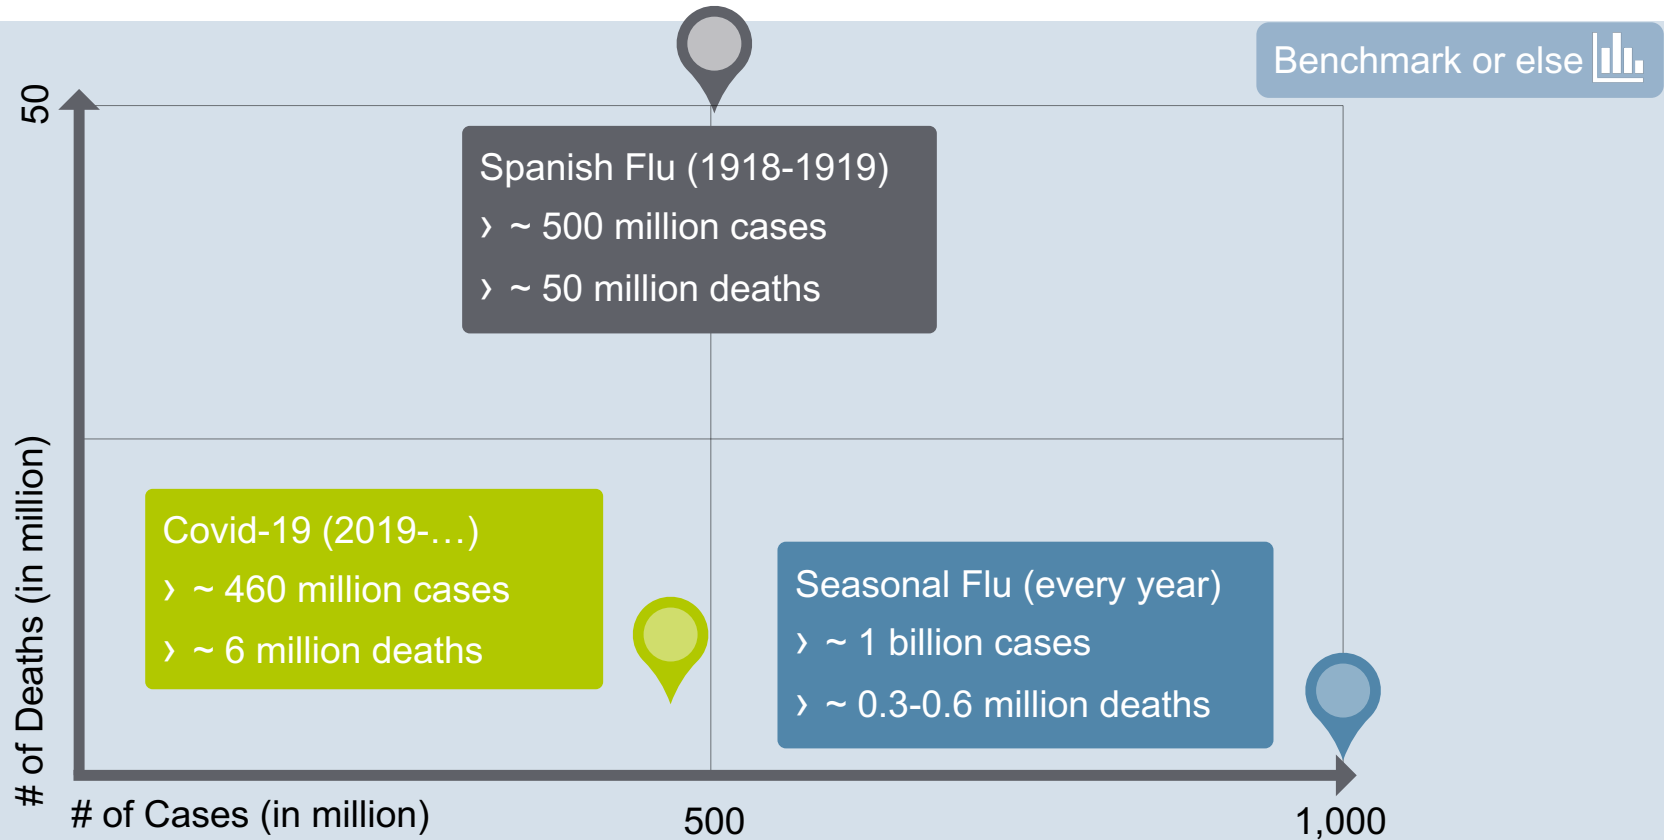 Benchmark or else
50
Spanish Flu (1918-1919)
› ~ 500 million cases
› ~ 50 million deaths
# of Deaths (in million)
Covid-19 (2019-…)
› ~ 460 million cases
› ~ 6 million deaths
Seasonal Flu (every year)
› ~ 1 billion cases
› ~ 0.3-0.6 million deaths
# of Cases (in million)
500
1,000